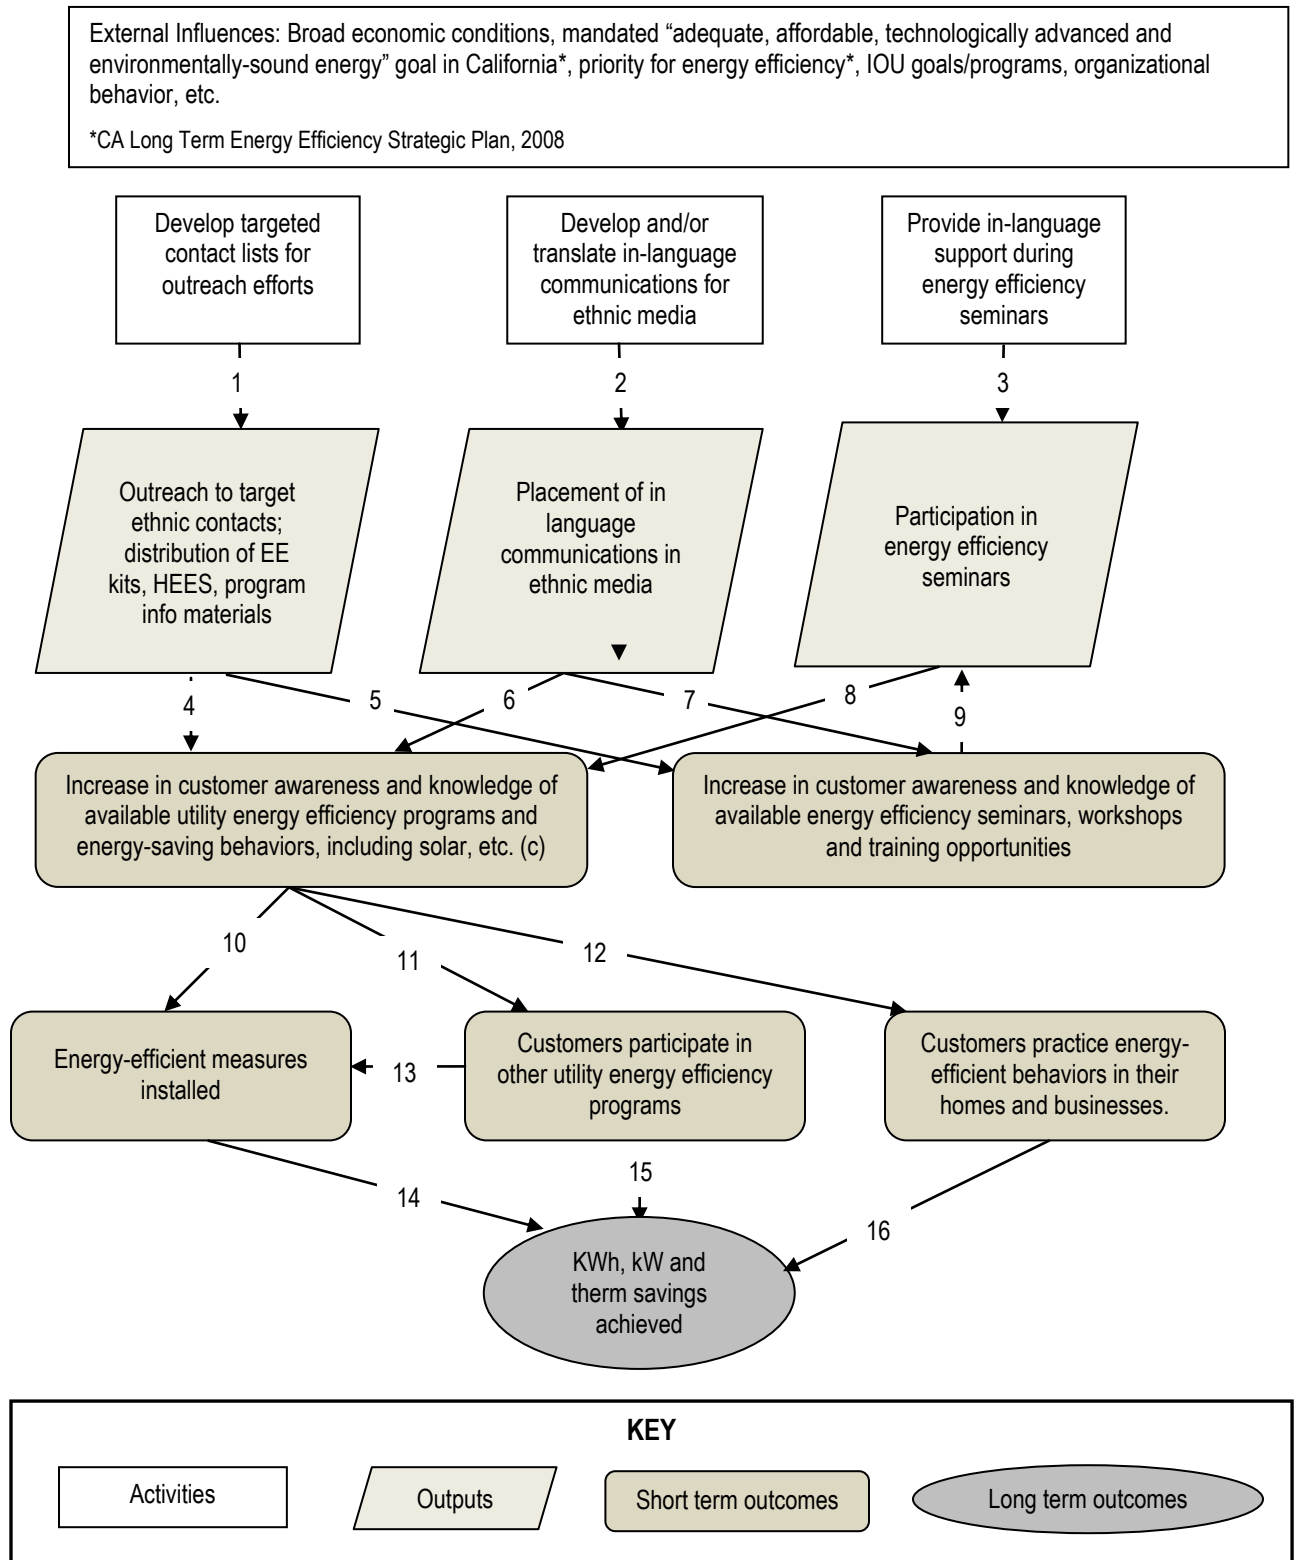 External Influences: Broad economic conditions, mandated “adequate, affordable, technologically advanced and
environmentally-sound energy” goal in California*, priority for energy efficiency*, IOU goals/programs, organizational
behavior, etc.
*CA Long Term Energy Efficiency Strategic Plan, 2008
Develop targeted
contact lists for
outreach efforts
Develop and/or
translate in-language
communications for
ethnic media
Provide in-language
support during
energy efficiency
seminars
1
2
3
Outreach to target
ethnic contacts;
distribution of EE
kits, HEES, program
info materials
Placement of in
language
communications in
ethnic media
Participation in
energy efficiency
seminars
4
5
6
7
8
9
Increase in customer awareness and knowledge of
available utility energy efficiency programs and
energy-saving behaviors, including solar, etc. (c)
Increase in customer awareness and knowledge of
available energy efficiency seminars, workshops
and training opportunities
10
11
12
Energy-efficient measures
installed
13
Customers participate in
other utility energy efficiency
programs
Customers practice energy-
efficient behaviors in their
homes and businesses.
14
15
16
KWh, kW and
therm savings
achieved
KEY
Activities
Outputs
Short term outcomes
Long term outcomes